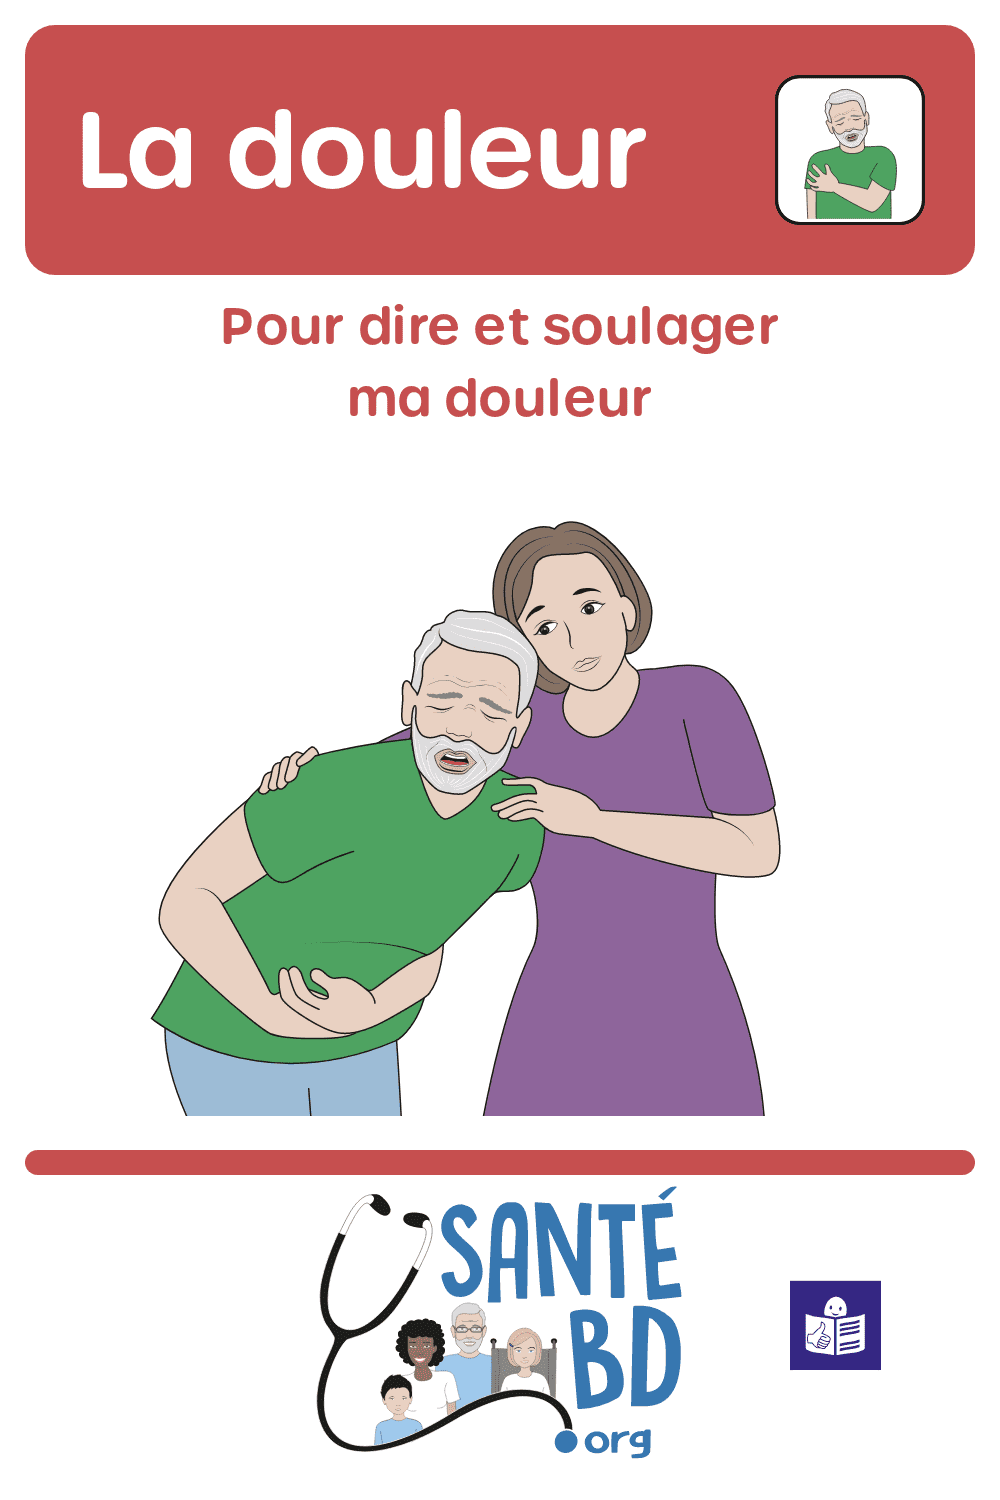 La douleur
Pour dire et soulager
ma douleur
SANTÉ
BD
.org